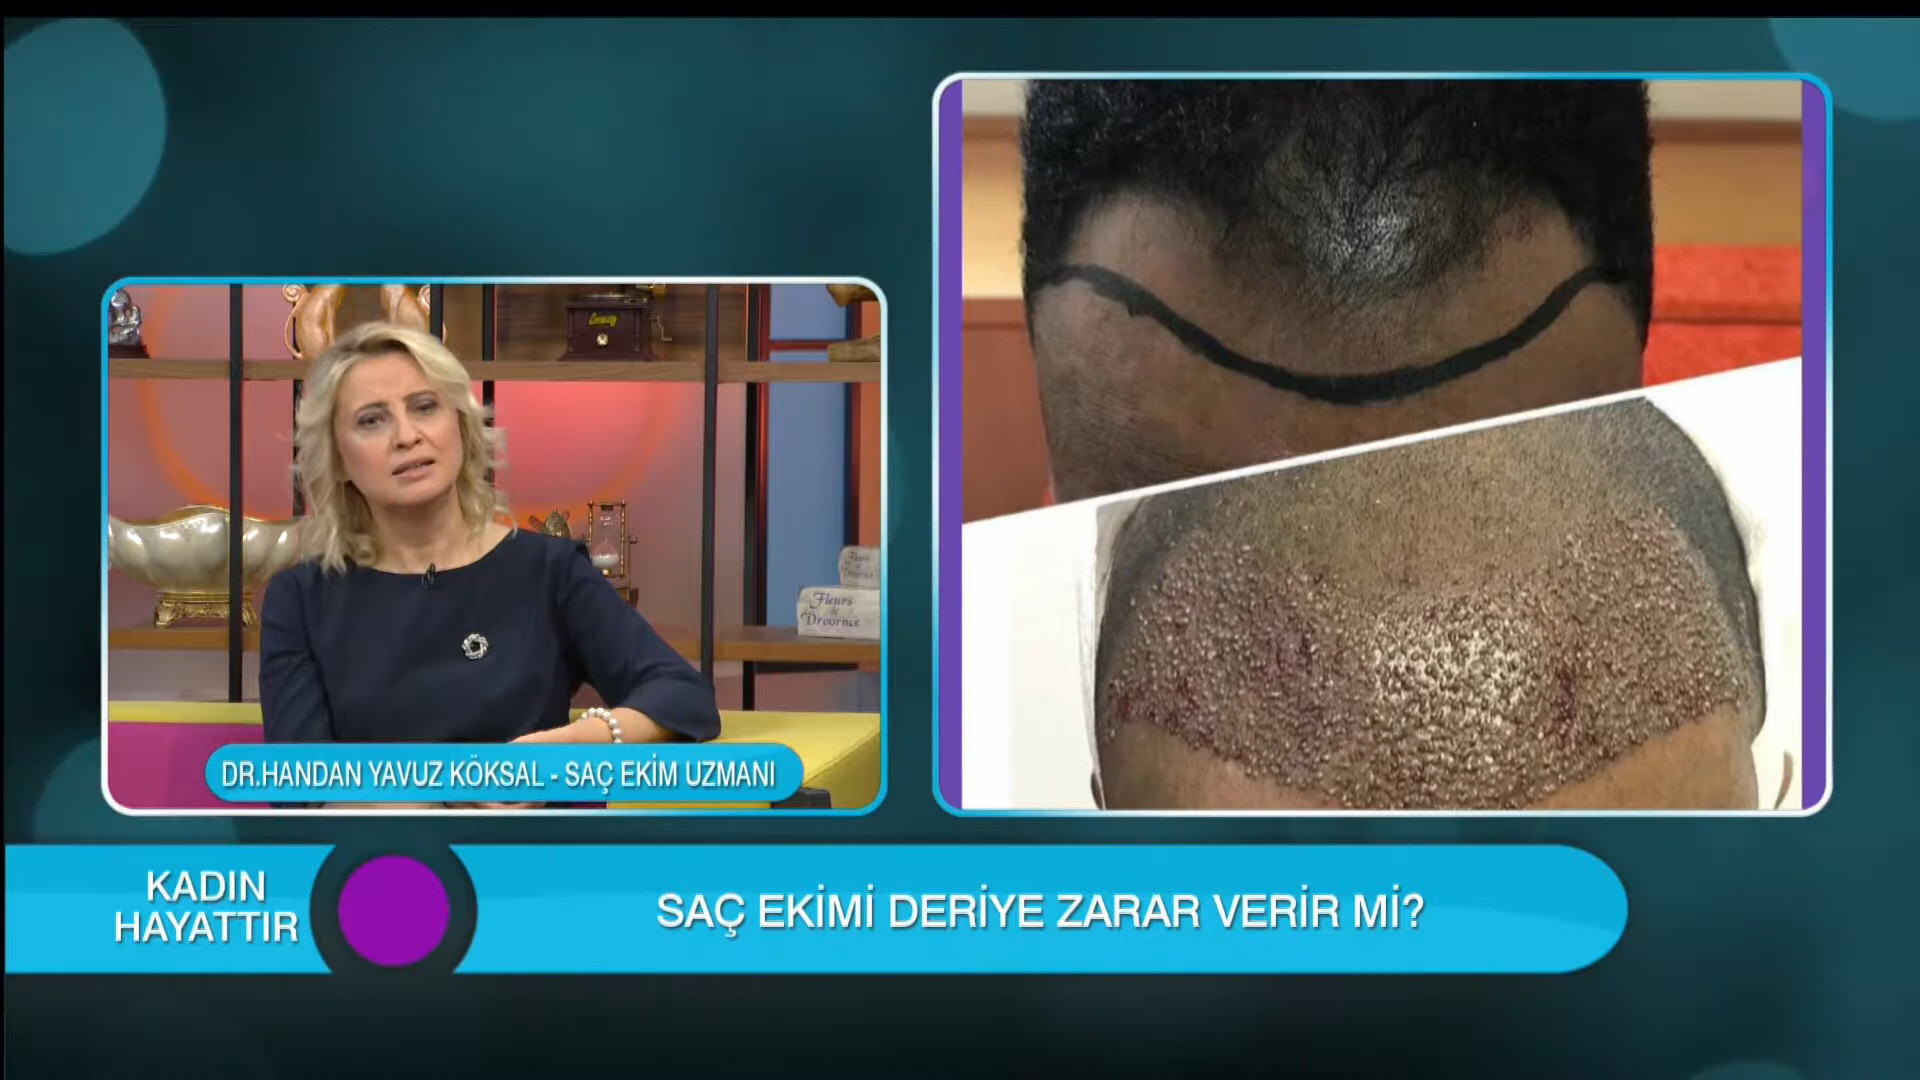 Fleurs
de
Droornce
DR.HANDAN YAVUZ KÖKSAL - SAÇ EKİM UZMANI
KADIN
HAYATTIR
SAÇ EKİMİ DERİYE ZARAR VERİR Mİ?